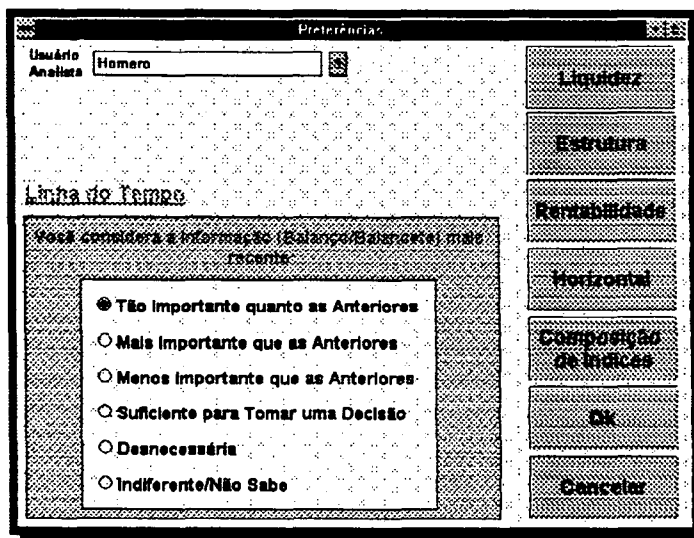 Preferências
Usuário
Analista
Homero
Linha do Tempo
Você considera a informação (Balanço/Balancete) mais
recente:
Tão Importante quanto as Anteriores
Mais Importante que as Anteriores
Menos Importante que as Anteriores
Suficiente para Tomar uma Decisão
Desnecessária
Indiferente/Não Sabe
Liquidez
Estrutura
Rentabilidade
Horizontal
Composição
de Indices
Ok
Cancelar